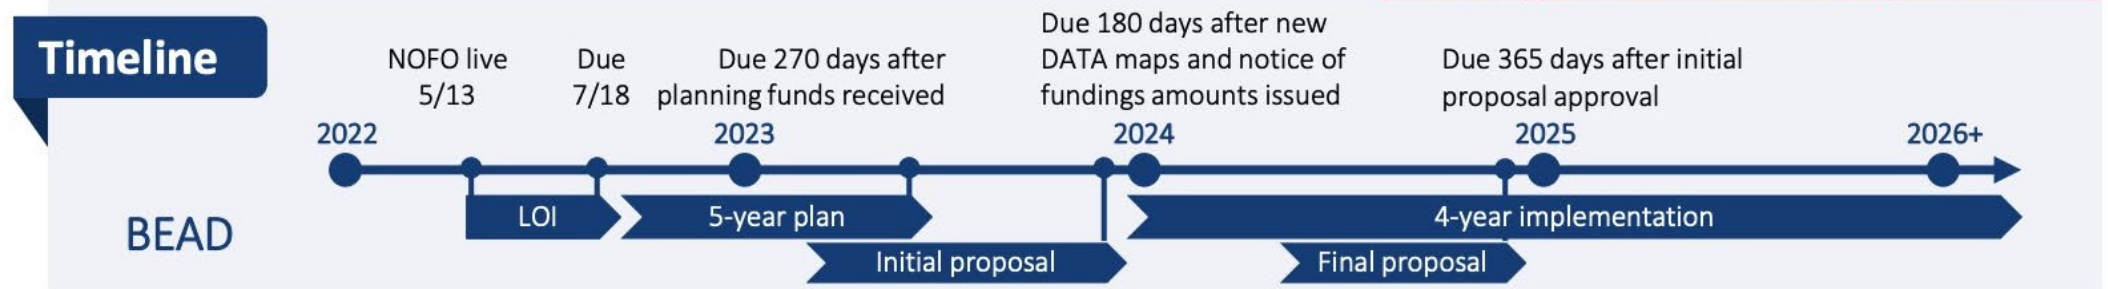 Timeline
NOFO live
5/13
Due
7/18
Due 270 days after
planning funds received
Due 180 days after new
DATA maps and notice of
fundings amounts issued
Due 365 days after initial
proposal approval
2022
2023
2024
2025
2026+
BEAD
LOI
5-year plan
4-year implementation
Initial proposal
Final proposal